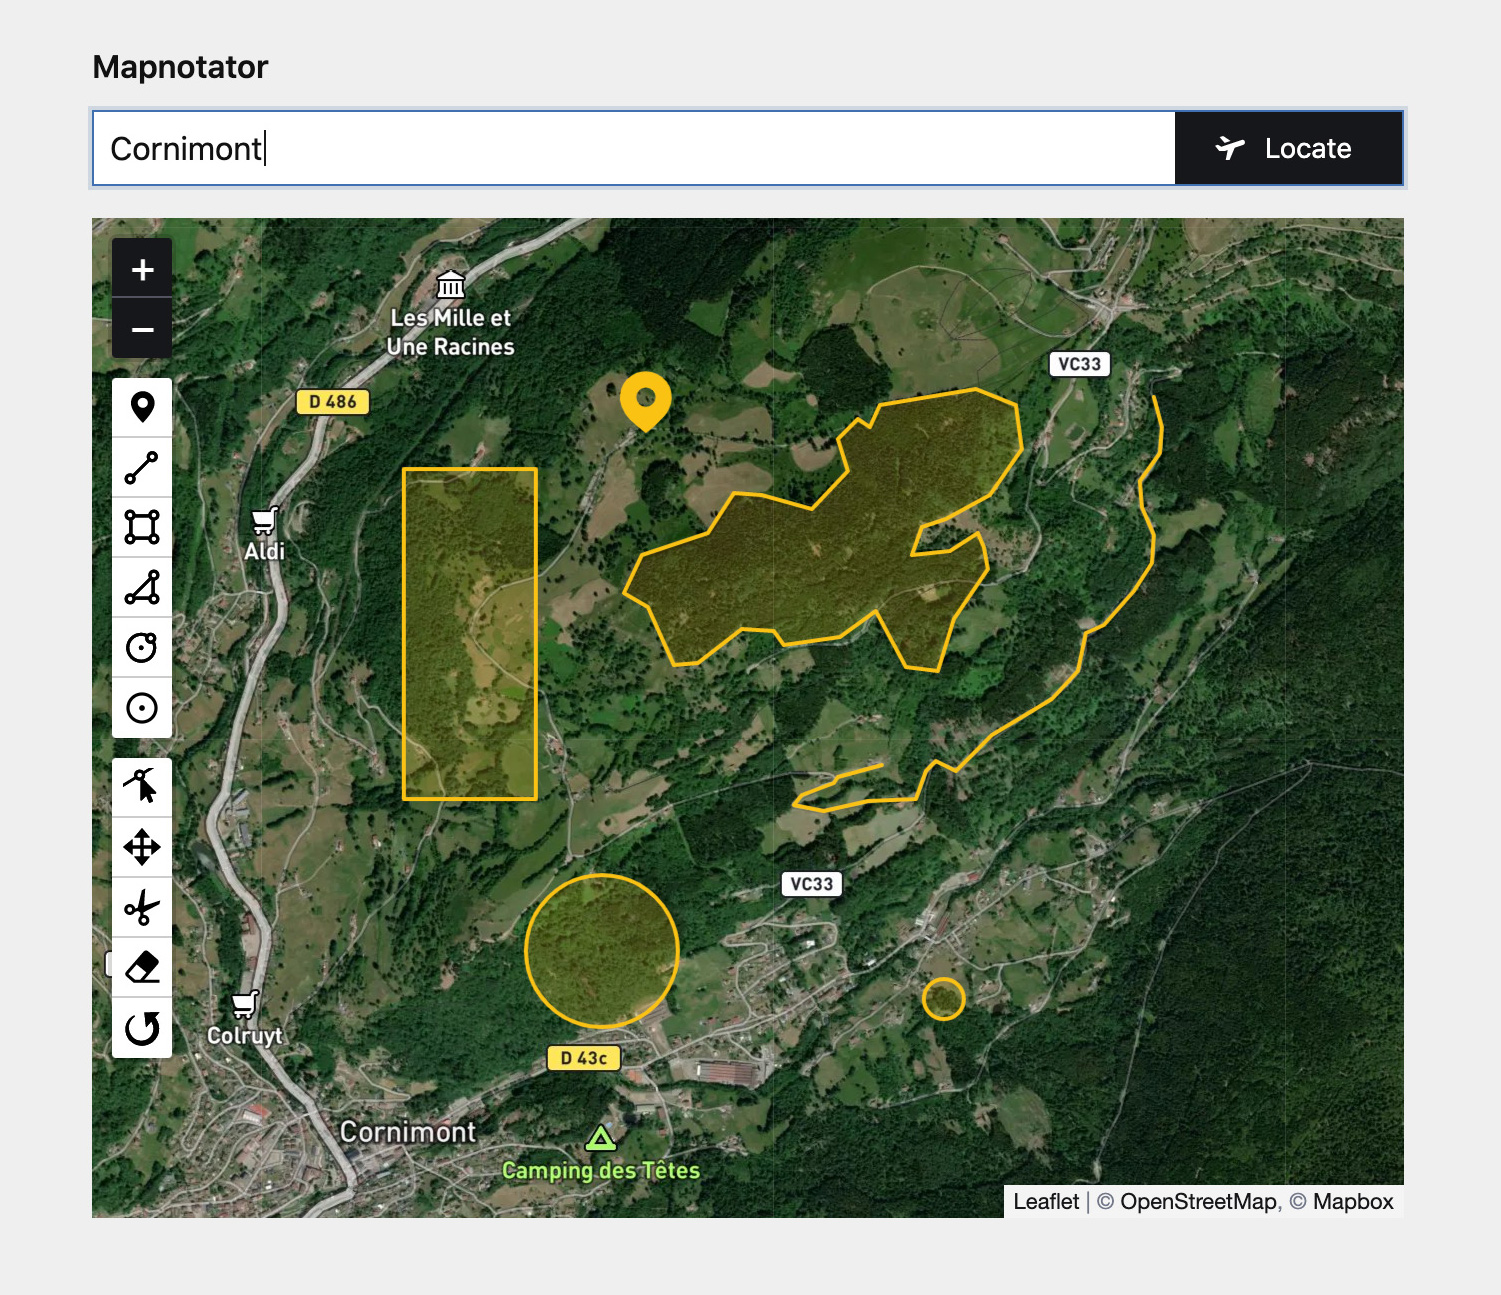 Mapnotator
Cornimont
Locate
+
−
Les Mille et
Une Racines
VC33
D 486
Aldi
VC33
Colruyt
D 43c
Cornimont
Camping des Têtes
Leaflet | © OpenStreetMap, © Mapbox